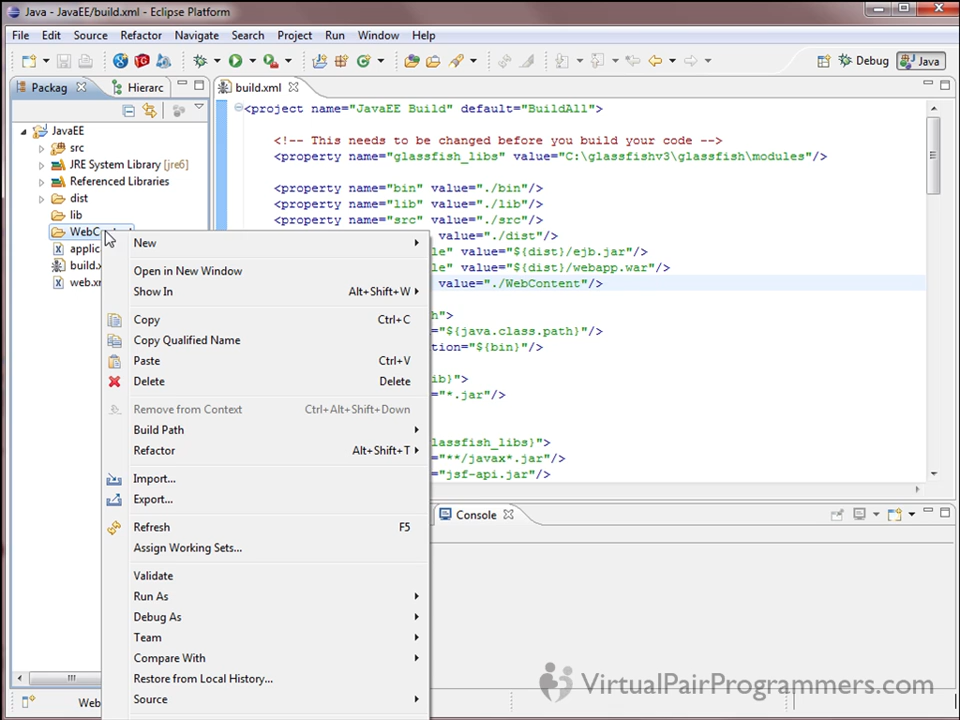 Java - JavaEE/build.xml - Eclipse Platform
File Edit Source Refactor Navigate Search Project Run Window Help
Debug Java
Packag Hierarc build.xml
JavaEE
src
JRE System Library [jre6]
Referenced Libraries
dist
lib
WebC
applic
build.x
web.xm
<project name="JavaEE Build" default="BuildAll">
<!-- This needs to be changed before you build your code -->
<property name="glassfish_libs" value="C:\glassfishv3\glassfish\modules"/>
<property name="bin" value="./bin"/>
<property name="lib" value="./lib"/>
<property name="src" value="./src"/>
value="./dist"/>
le" value="${dist}/ejb.jar"/>
le" value="${dist}/webapp.war"/>
value="./WebContent"/>
h">
="${java.class.path}"/>
tion="${bin}"/>
ib}">
="*.jar"/>
lassfish_libs}">
="**/javax*.jar"/>
="jsf-api.jar"/>
New
Open in New Window
Show In Alt+Shift+W
Copy Ctrl+C
Copy Qualified Name
Paste Ctrl+V
Delete Delete
Remove from Context Ctrl+Alt+Shift+Down
Build Path
Refactor Alt+Shift+T
Import...
Export...
Refresh F5
Assign Working Sets...
Validate
Run As
Debug As
Team
Compare With
Restore from Local History...
Source
Console
Web
VirtualPairProgrammers.com